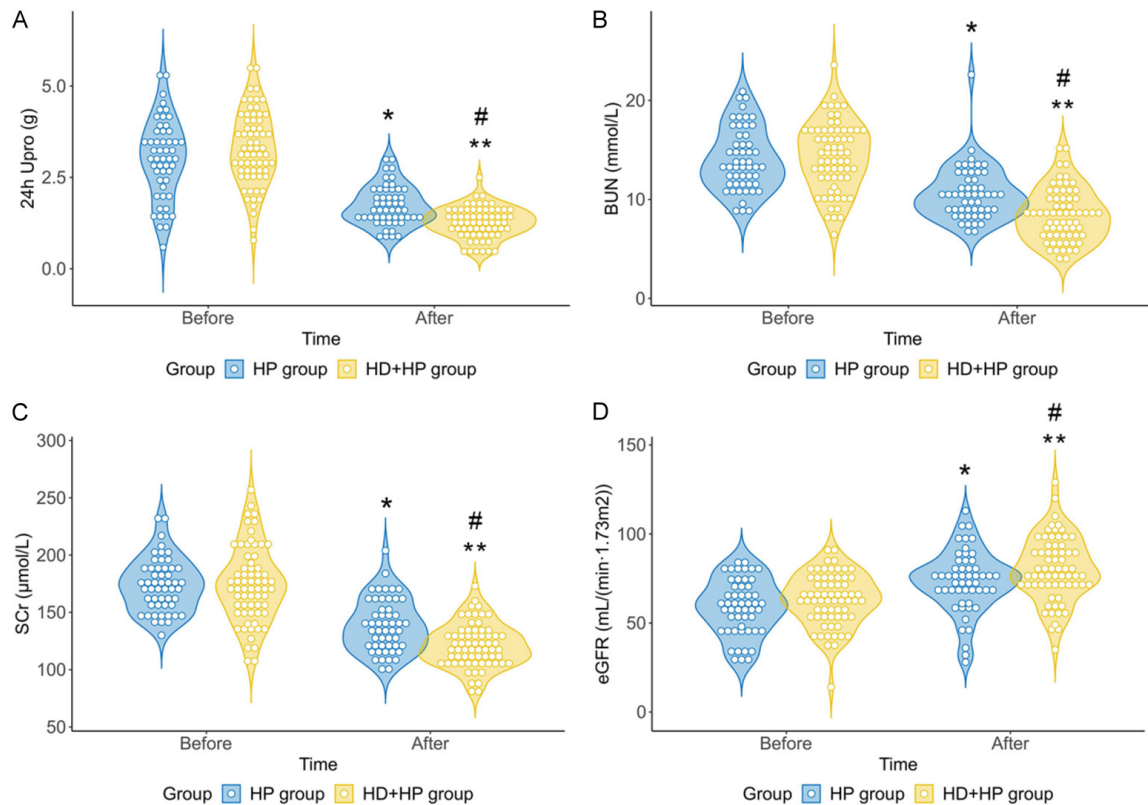 A
24h Upro (g)
5.0
2.5
0.0
*
#
**
Before
After
Time
Group HP group HD+HP group
B
BUN (mmol/L)
20
10
0
*
#
**
Before
After
Time
Group HP group HD+HP group
C
SCr (μmol/L)
300
250
200
150
100
50
*
#
**
Before
After
Time
Group HP group HD+HP group
D
eGFR (mL/(min·1.73m2))
150
100
50
0
*
#
**
Before
After
Time
Group HP group HD+HP group